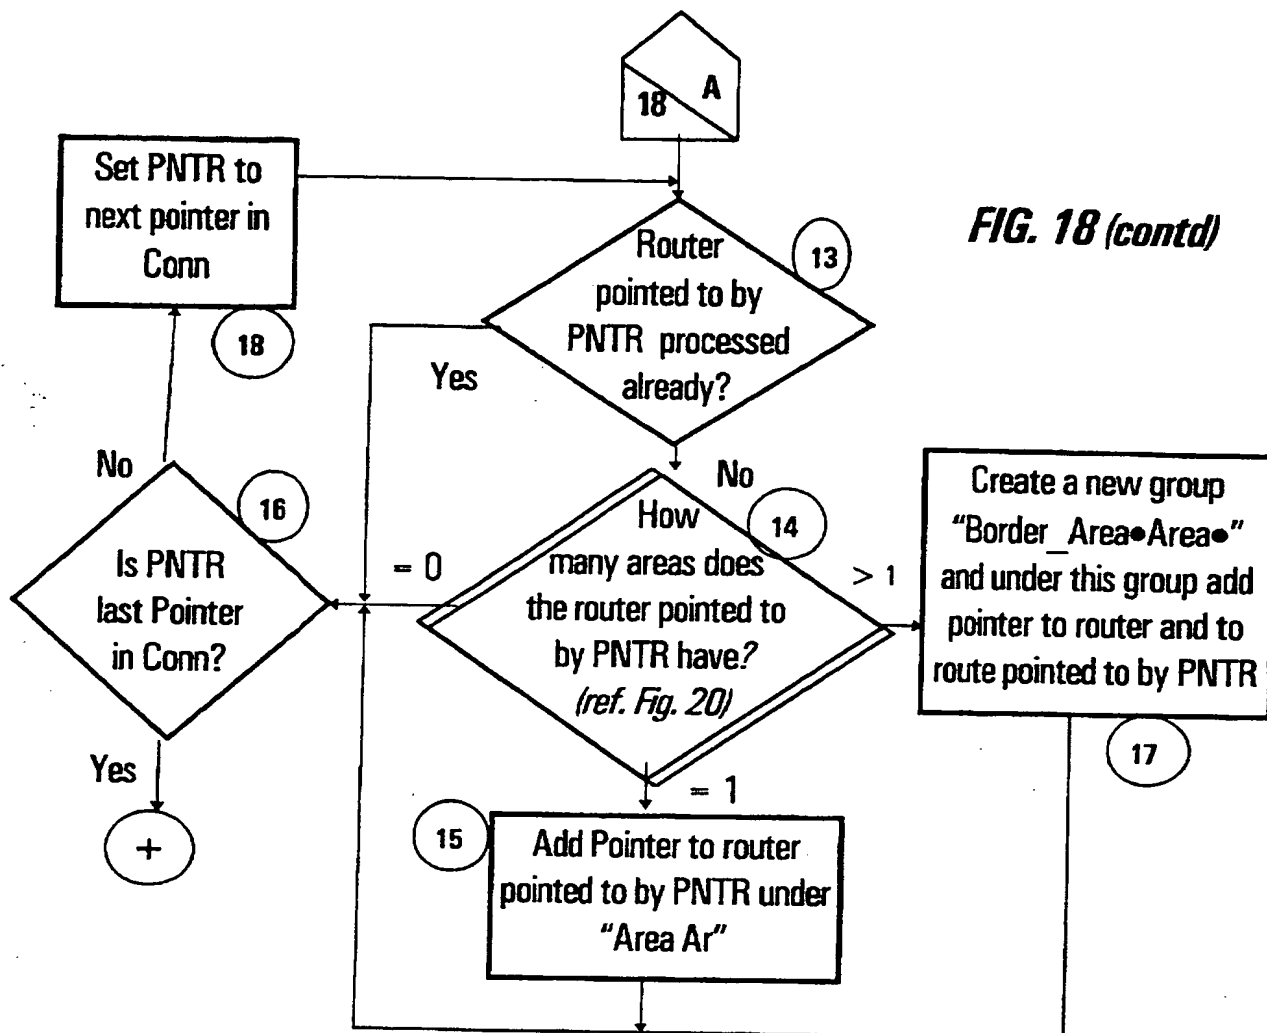 18
A
Set PNTR to
next pointer in
Conn
18
FIG. 18 (contd)
Router
pointed to by
PNTR processed
already?
13
Yes
No
No
16
Is PNTR
last Pointer
in Conn?
Yes
+
= 0
How
many areas does
the router pointed to
by PNTR have?
(ref. Fig. 20)
14
> 1
= 1
Create a new group
"Border_Area•Area•"
and under this group add
pointer to router and to
route pointed to by PNTR
17
15
Add Pointer to router
pointed to by PNTR under
"Area Ar"